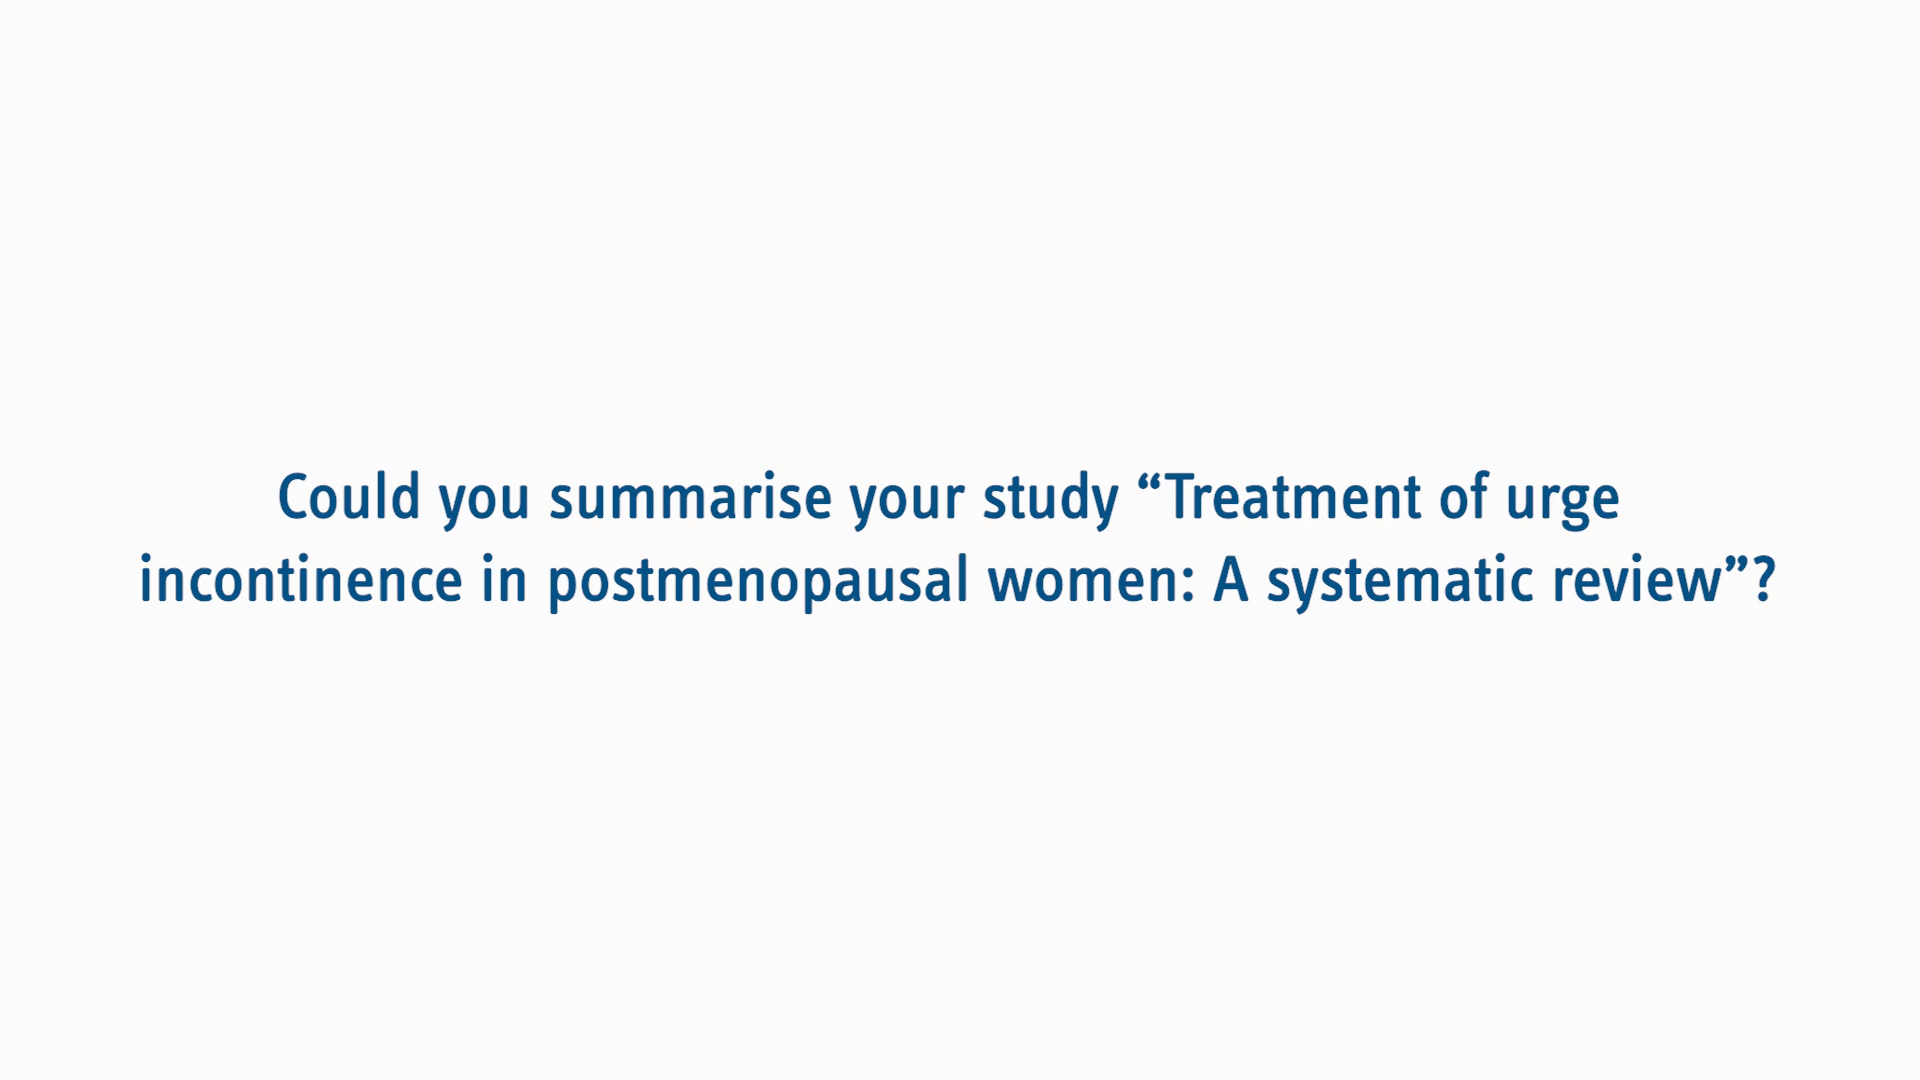 Could you summarise your study “Treatment of urge
incontinence in postmenopausal women: A systematic review”?